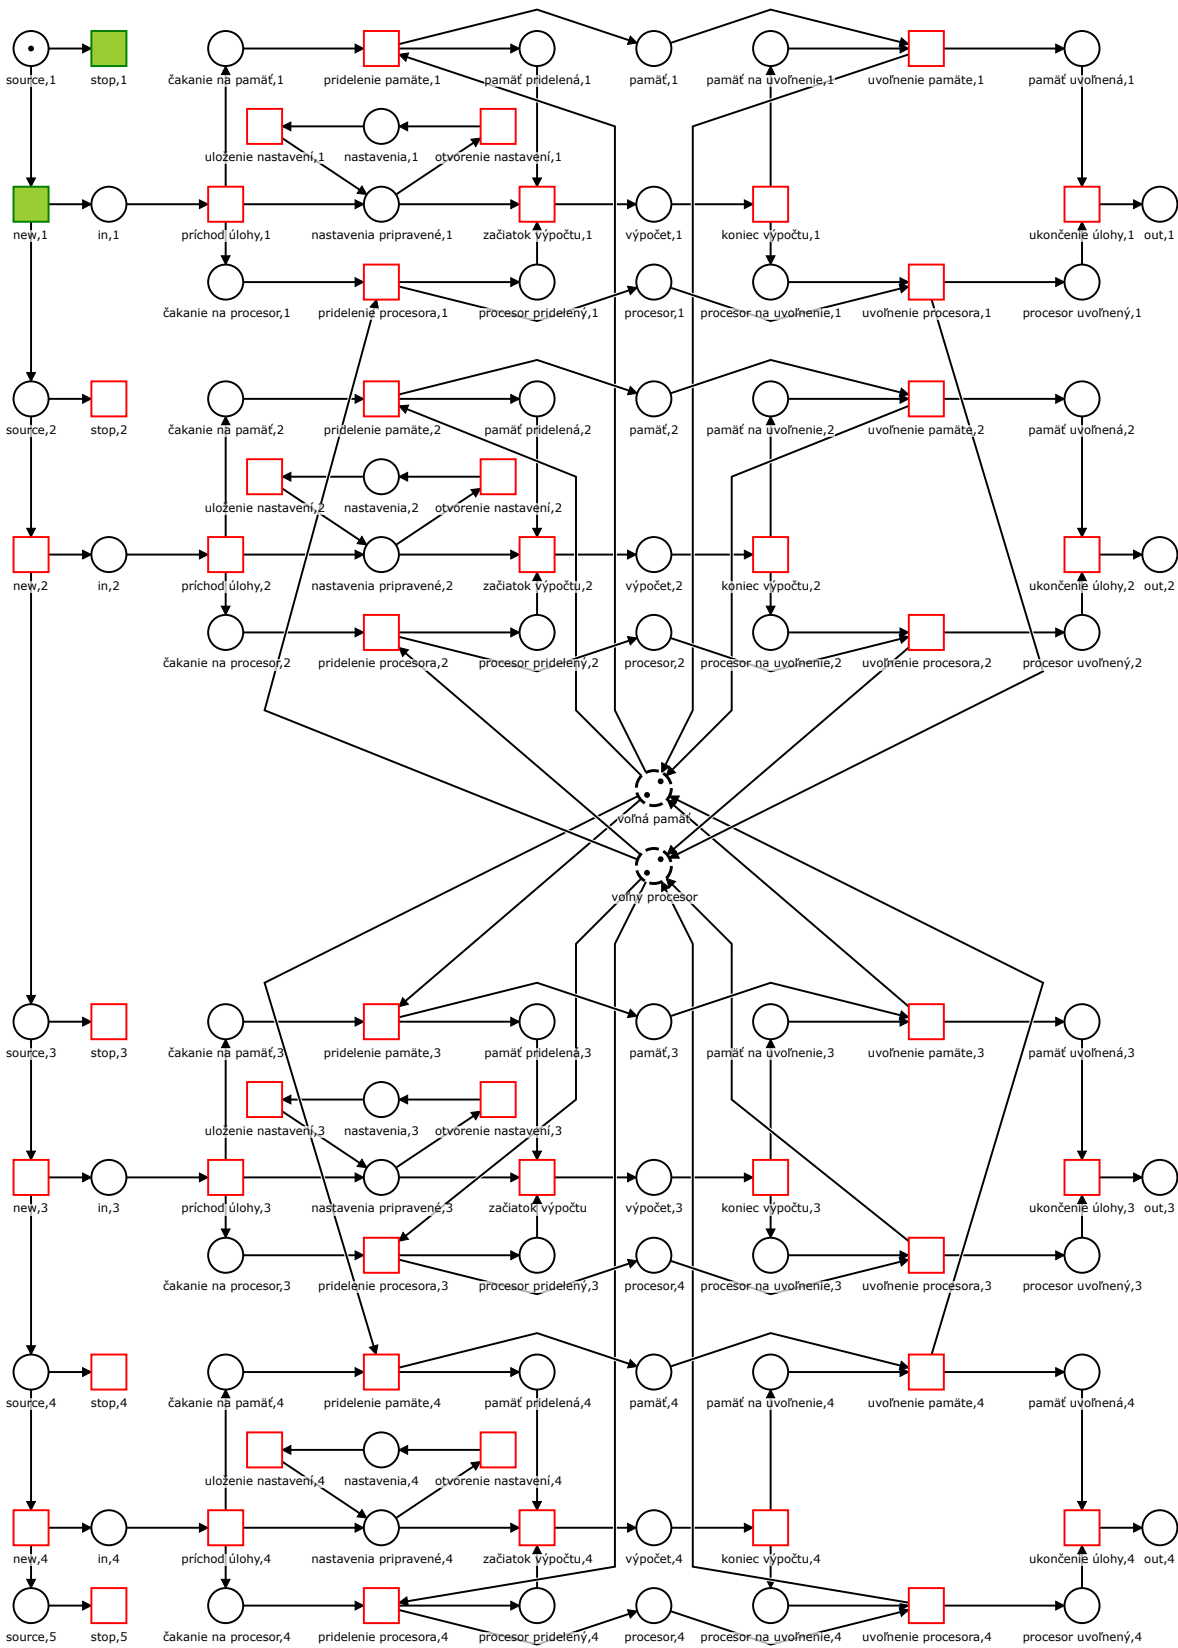 source,1 stop,1 čakanie na pamäť,1 pridelenie pamäte,1 pamäť pridelená,1 pamäť,1 pamäť na uvoľnenie,1 uvoľnenie pamäte,1 pamäť uvoľnená,1
uloženie nastavení,1 nastavenia,1 otvorenie nastavení,1
new,1 in,1 príchod úlohy,1 nastavenia pripravené,1 začiatok výpočtu,1 výpočet,1 koniec výpočtu,1 ukončenie úlohy,1 out,1
čakanie na procesor,1 pridelenie procesora,1 procesor pridelený,1 procesor,1 procesor na uvoľnenie,1 uvoľnenie procesora,1 procesor uvoľnený,1
source,2 stop,2 čakanie na pamäť,2 pridelenie pamäte,2 pamäť pridelená,2 pamäť,2 pamäť na uvoľnenie,2 uvoľnenie pamäte,2 pamäť uvoľnená,2
uloženie nastavení,2 nastavenia,2 otvorenie nastavení,2
new,2 in,2 príchod úlohy,2 nastavenia pripravené,2 začiatok výpočtu,2 výpočet,2 koniec výpočtu,2 ukončenie úlohy,2 out,2
čakanie na procesor,2 pridelenie procesora,2 procesor pridelený,2 procesor,2 procesor na uvoľnenie,2 uvoľnenie procesora,2 procesor uvoľnený,2
voľná pamäť
voľný procesor
source,3 stop,3 čakanie na pamäť,3 pridelenie pamäte,3 pamäť pridelená,3 pamäť,3 pamäť na uvoľnenie,3 uvoľnenie pamäte,3 pamäť uvoľnená,3
uloženie nastavení,3 nastavenia,3 otvorenie nastavení,3
new,3 in,3 príchod úlohy,3 nastavenia pripravené,3 začiatok výpočtu výpočet,3 koniec výpočtu,3 ukončenie úlohy,3 out,3
čakanie na procesor,3 pridelenie procesora,3 procesor pridelený,3 procesor,4 procesor na uvoľnenie,3 uvoľnenie procesora,3 procesor uvoľnený,3
source,4 stop,4 čakanie na pamäť,4 pridelenie pamäte,4 pamäť pridelená,4 pamäť,4 pamäť na uvoľnenie,4 uvoľnenie pamäte,4 pamäť uvoľnená,4
uloženie nastavení,4 nastavenia,4 otvorenie nastavení,4
new,4 in,4 príchod úlohy,4 nastavenia pripravené,4 začiatok výpočtu,4 výpočet,4 koniec výpočtu,4 ukončenie úlohy,4 out,4
source,5 stop,5 čakanie na procesor,4 pridelenie procesora,4 procesor pridelený,4 procesor,4 procesor na uvoľnenie,4 uvoľnenie procesora,4 procesor uvoľnený,4